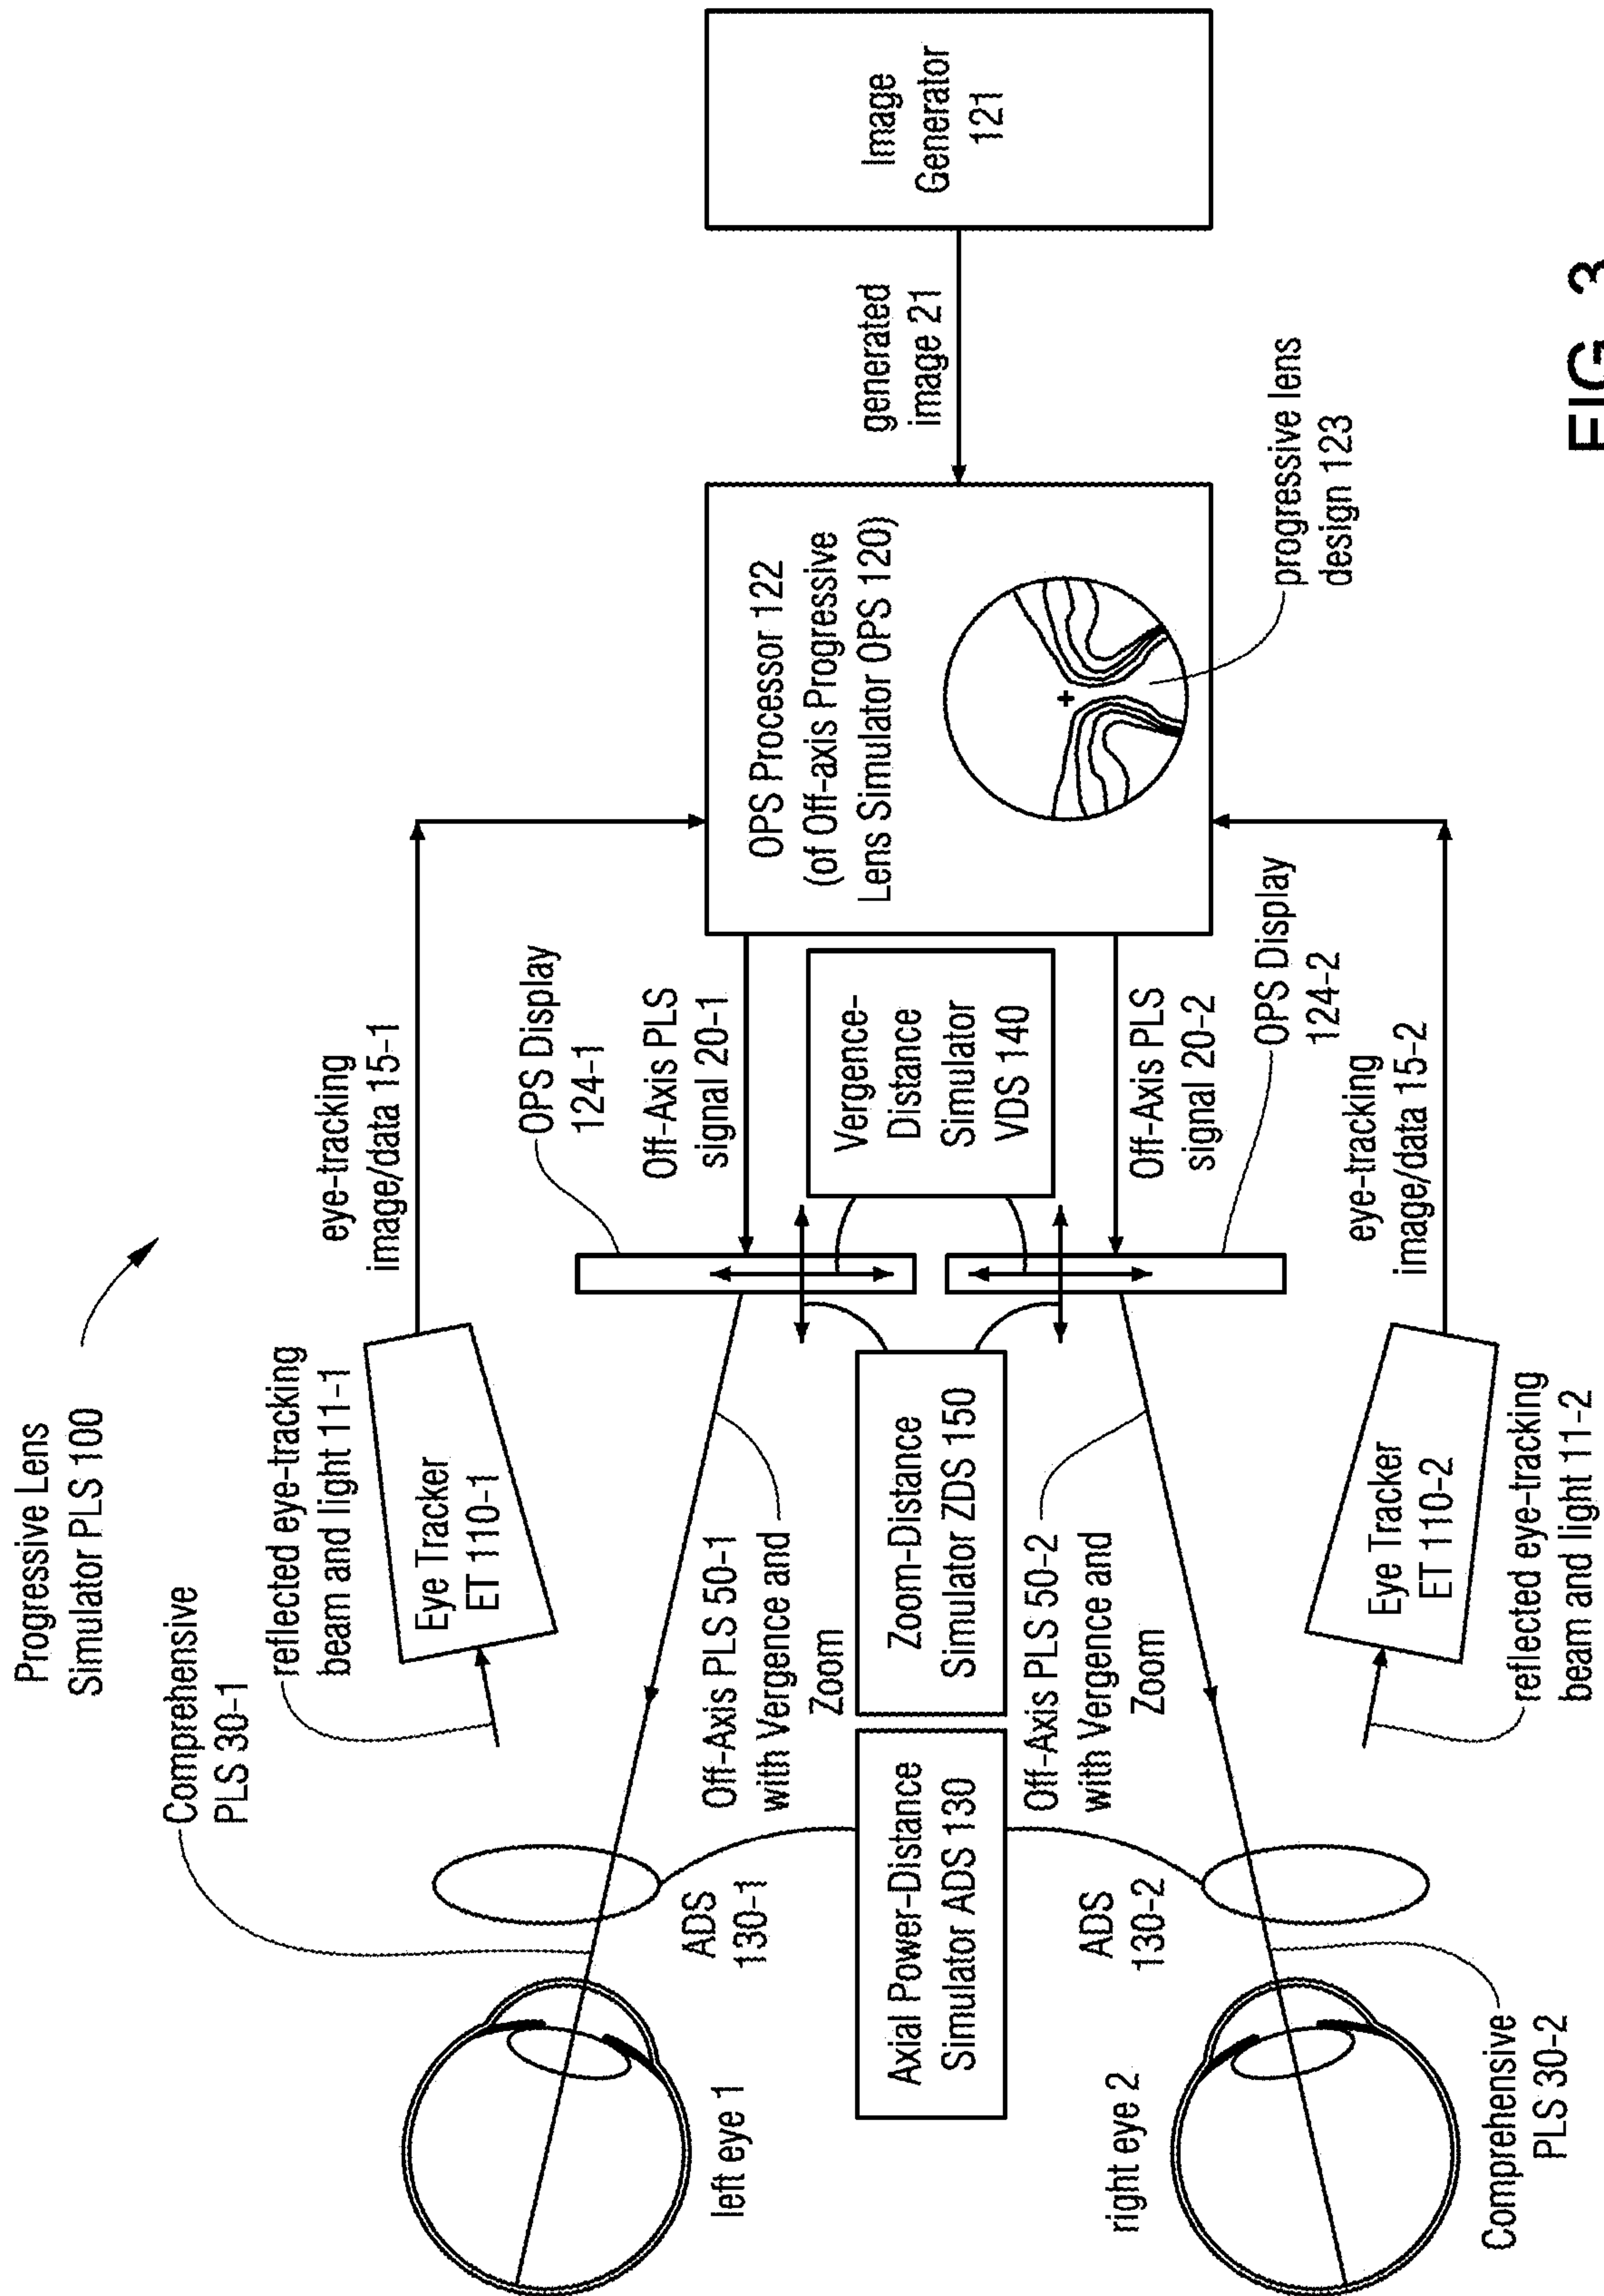 Progressive Lens
Simulator PLS 100
Comprehensive
PLS 30-1
reflected eye-tracking
beam and light 11-1
eye-tracking
image/data 15-1
Eye Tracker
ET 110-1
OPS Display
124-1
left eye 1
ADS
130-1
Off-Axis PLS 50-1
with Vergence and
Zoom
Off-Axis PLS
signal 20-1
OPS Processor 122
(of Off-axis Progressive
Lens Simulator OPS 120)
generated
image 21
Image
Generator
121
Axial Power-Distance
Simulator ADS 130
Zoom-Distance
Simulator ZDS 150
Vergence-
Distance
Simulator
VDS 140
right eye 2
ADS
130-2
Off-Axis PLS 50-2
with Vergence and
Zoom
Off-Axis PLS
signal 20-2
OPS Display
124-2
progressive lens
design 123
Eye Tracker
ET 110-2
eye-tracking
image/data 15-2
Comprehensive
PLS 30-2
reflected eye-tracking
beam and light 11-2
FIG. 3